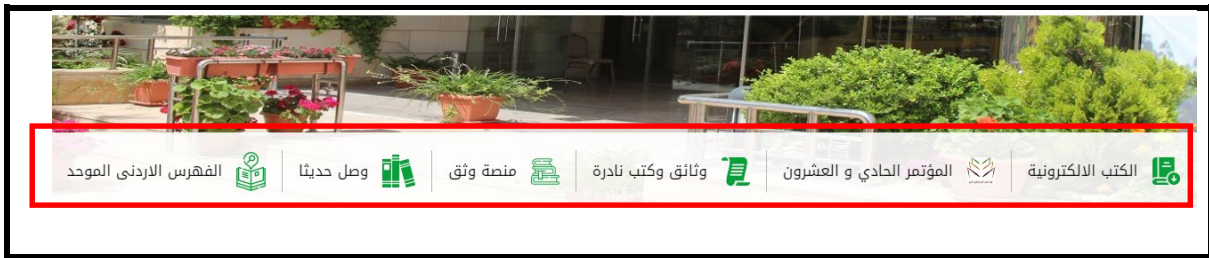 الكتب الالكترونية
المؤتمر الحادي و العشرون
وثائق وكتب نادرة
منصة وثق
وصل حديثا
الفهرس الاردنى الموحد